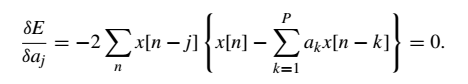 δE/δa_j = −2 ∑_n x[n − j] { x[n] − ∑_{k=1}^{P} a_k x[n − k] } = 0.